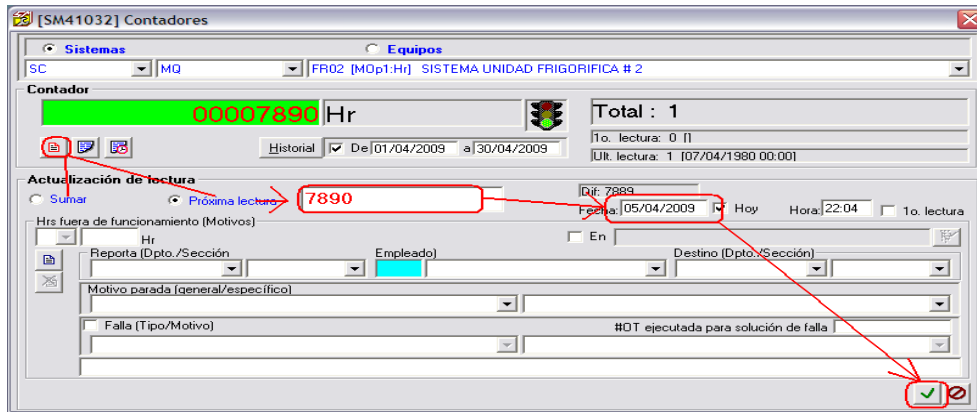 [SM41032] Contadores
Sistemas Equipos
SC MQ FR02 [MOp1:Hr] SISTEMA UNIDAD FRIGORIFICA # 2
Contador
00007890 Hr Total : 1
1o. lectura: 0 []
Historial De 01/04/2009 a 30/04/2009
Ult. lectura: 1 [07/04/1980 00:00]
Actualización de lectura
Dif: 7889
Sumar Próxima lectura 7890 Fecha: 05/04/2009 Hoy Hora: 22:04 1o. lectura
Hrs fuera de funcionamiento (Motivos)
Hr En
Reporta (Dpto./Sección Empleado) Destino (Dpto./Sección)
Motivo parada (general/específico)
Falla (Tipo/Motivo) #OT ejecutada para solución de falla